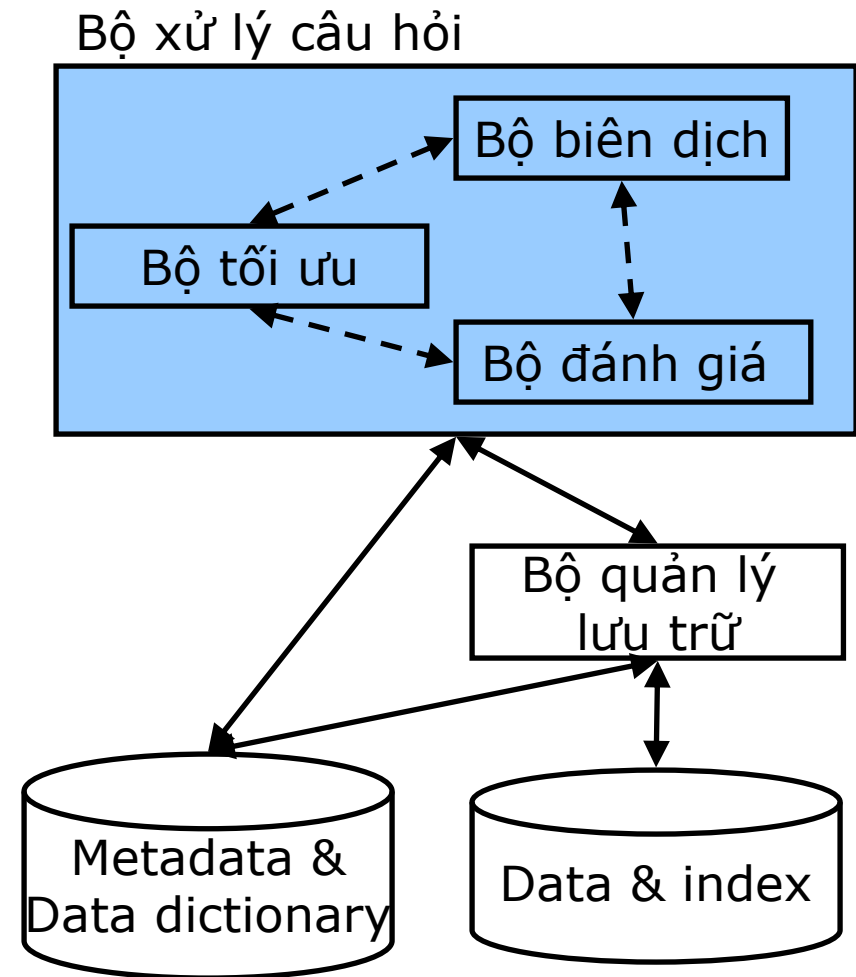 Bộ xử lý câu hỏi
Bộ biên dịch
Bộ tối ưu
Bộ đánh giá
Bộ quản lý
lưu trữ
Metadata &
Data dictionary
Data & index